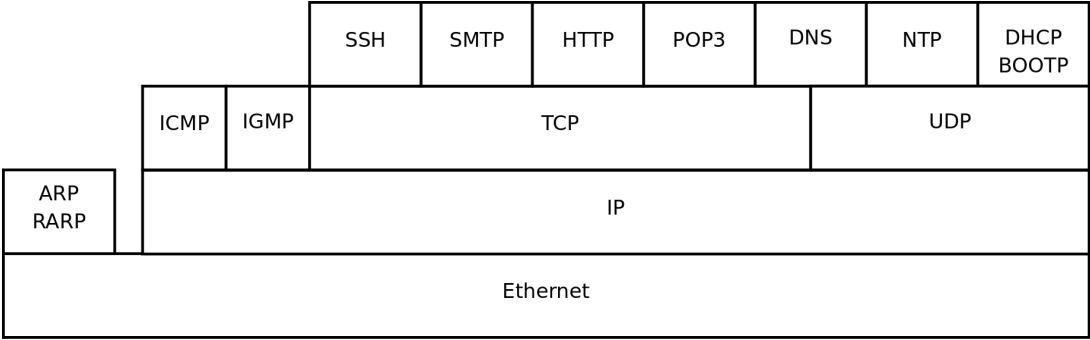 SSH
SMTP
HTTP
POP3
DNS
NTP
DHCP
BOOTP
ICMP
IGMP
TCP
UDP
ARP
RARP
IP
Ethernet